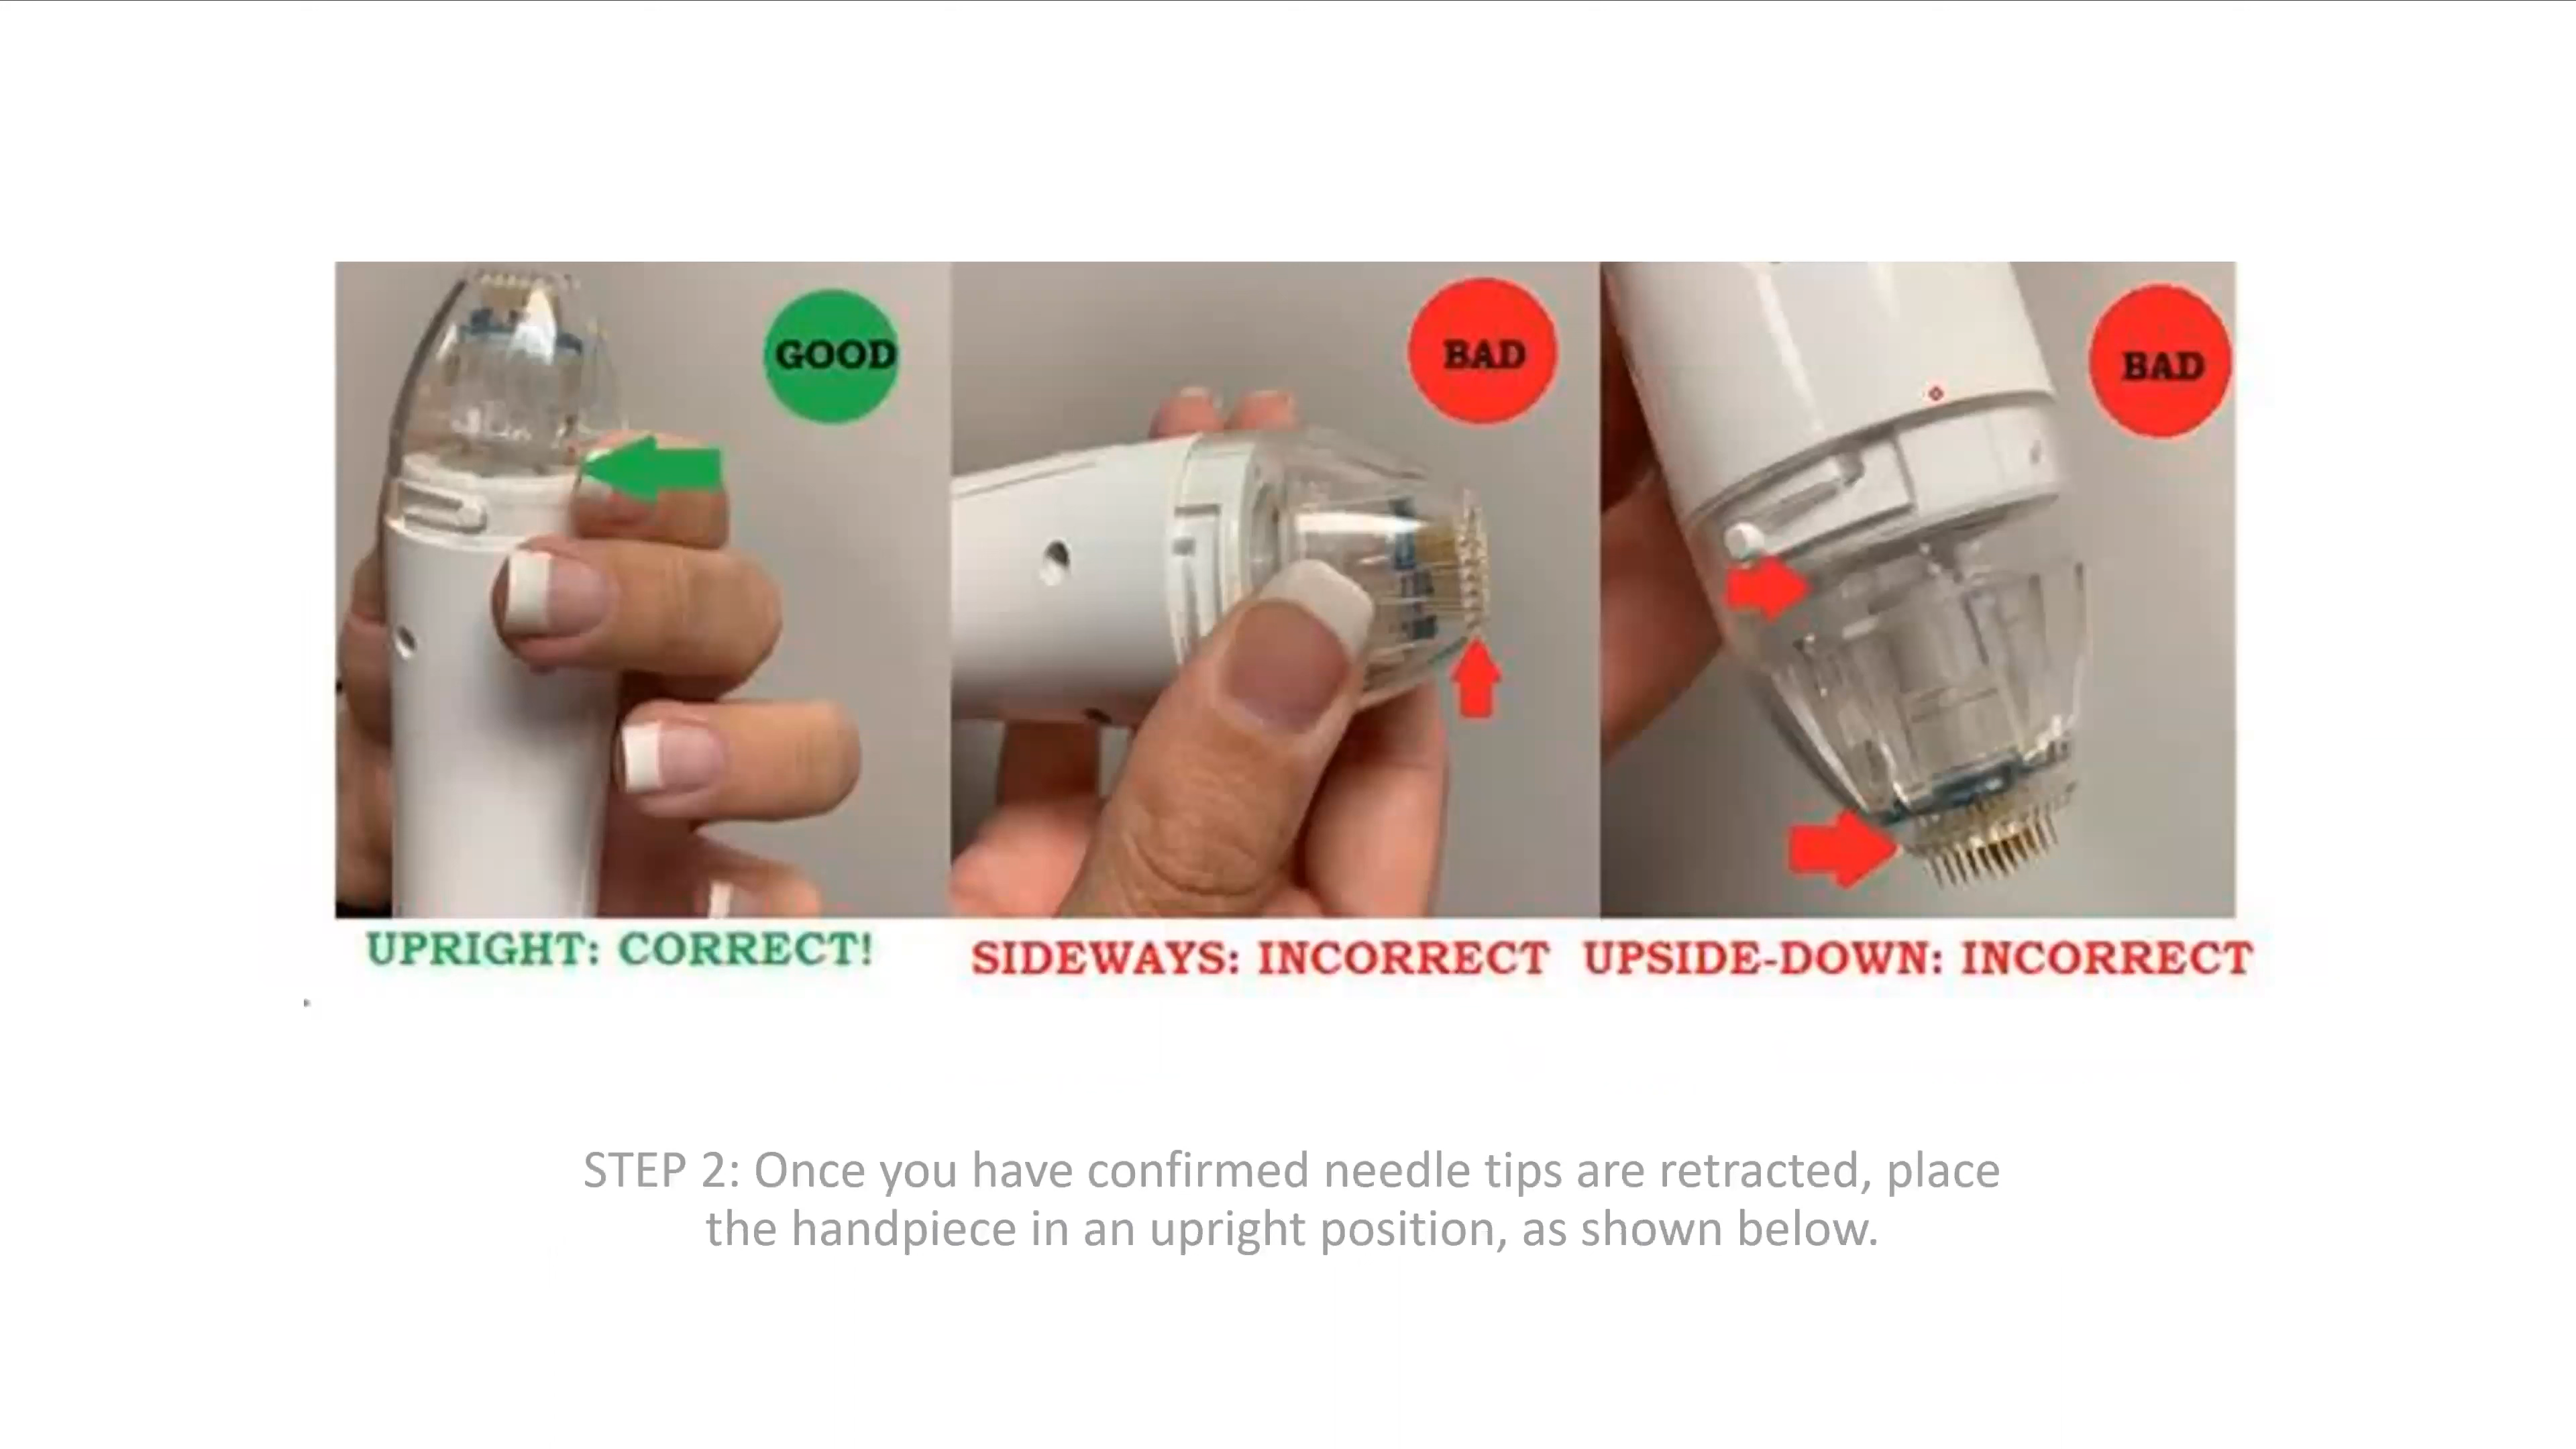 GOOD
BAD
BAD
UPRIGHT: CORRECT!
SIDEWAYS: INCORRECT
UPSIDE-DOWN: INCORRECT
STEP 2: Once you have confirmed needle tips are retracted, place
the handpiece in an upright position, as shown below.